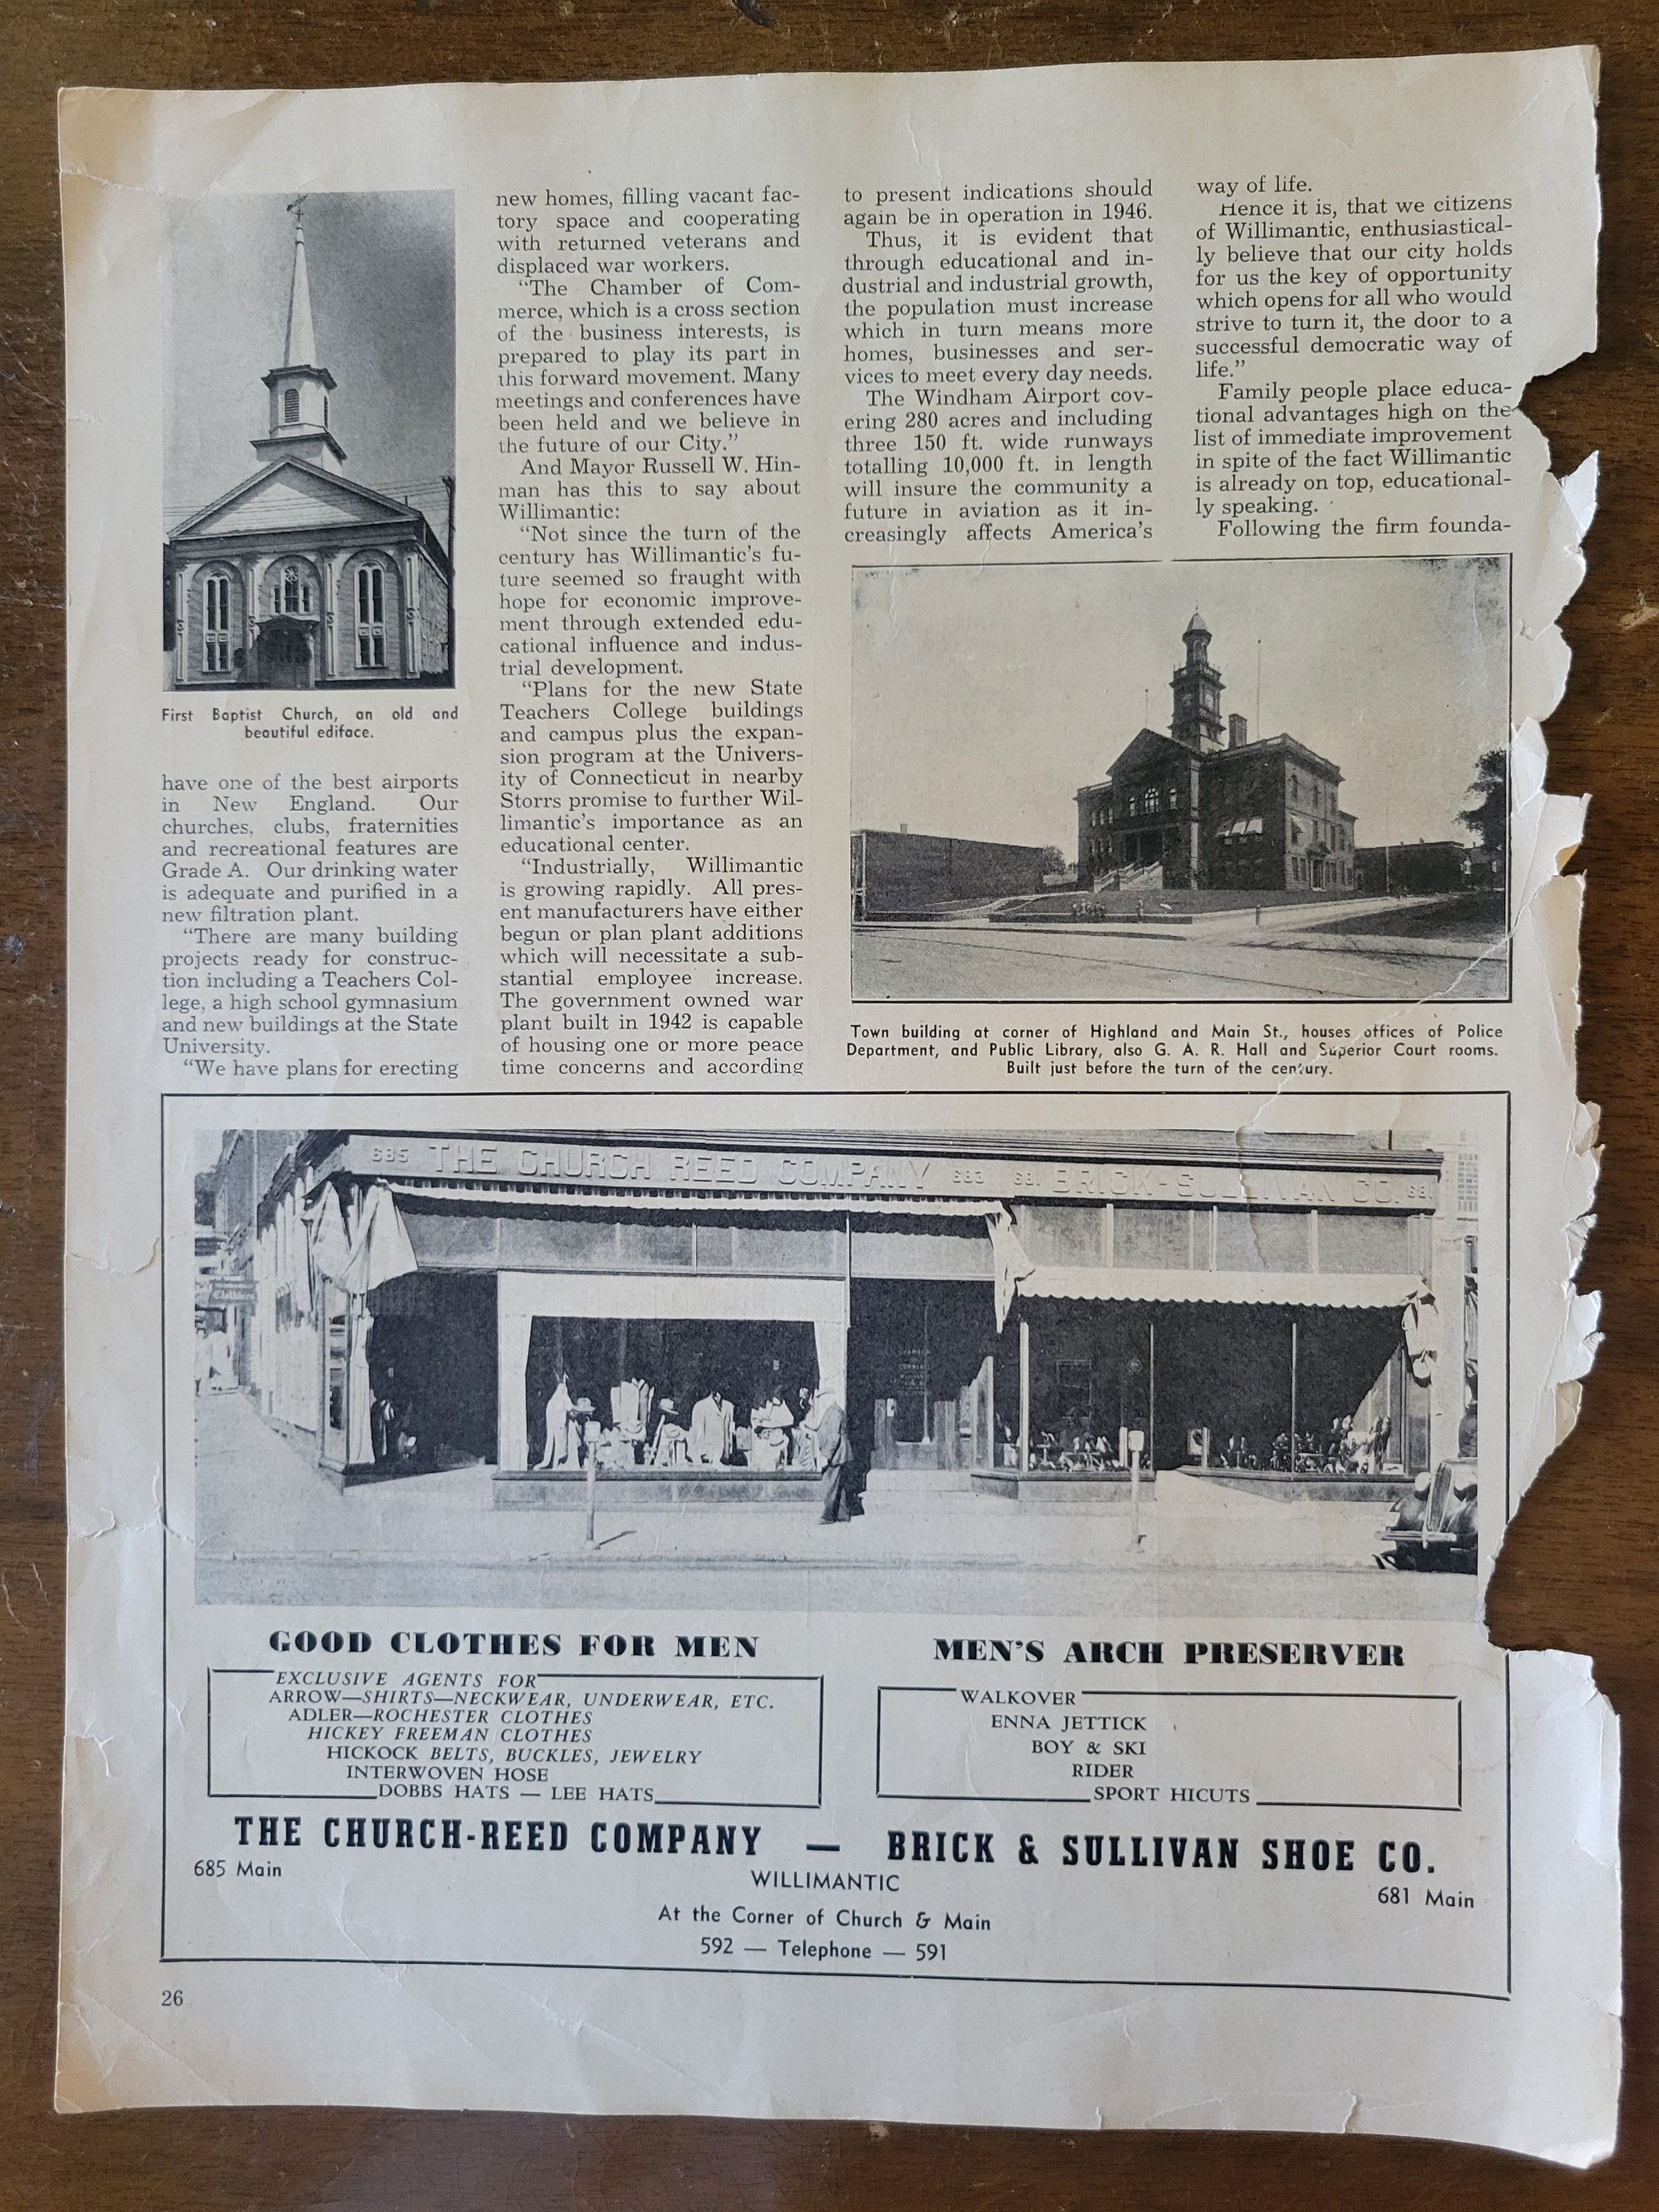 First Baptist Church, an old and
beautiful ediface.
have one of the best airports
in New England. Our
churches, clubs, fraternities
and recreational features are
Grade A. Our drinking water
is adequate and purified in a
new filtration plant.
“There are many building
projects ready for construc-
tion including a Teachers Col-
lege, a high school gymnasium
and new buildings at the State
University.
“We have plans for erecting
new homes, filling vacant fac-
tory space and cooperating
with returned veterans and
displaced war workers.
“The Chamber of Com-
merce, which is a cross section
of the business interests, is
prepared to play its part in
this forward movement. Many
meetings and conferences have
been held and we believe in
the future of our City.”
And Mayor Russell W. Hin-
man has this to say about
Willimantic:
“Not since the turn of the
century has Willimantic’s fu-
ture seemed so fraught with
hope for economic improve-
ment through extended edu-
cational influence and indus-
trial development.
“Plans for the new State
Teachers College buildings
and campus plus the expan-
sion program at the Univers-
ity of Connecticut in nearby
Storrs promise to further Wil-
limantic’s importance as an
educational center.
“Industrially, Willimantic
is growing rapidly. All pres-
ent manufacturers have either
begun or plan plant additions
which will necessitate a sub-
stantial employee increase.
The government owned war
plant built in 1942 is capable
of housing one or more peace
time concerns and according
to present indications should
again be in operation in 1946.
Thus, it is evident that
through educational and in-
dustrial and industrial growth,
the population must increase
which in turn means more
homes, businesses and ser-
vices to meet every day needs.
The Windham Airport cov-
ering 280 acres and including
three 150 ft. wide runways
totalling 10,000 ft. in length
will insure the community a
future in aviation as it in-
creasingly affects America’s
way of life.
Hence it is, that we citizens
of Willimantic, enthusiastical-
ly believe that our city holds
for us the key of opportunity
which opens for all who would
strive to turn it, the door to a
successful democratic way of
life.”
Family people place educa-
tional advantages high on the
list of immediate improvement
in spite of the fact Willimantic
is already on top, educational-
ly speaking.
Following the firm founda-
Town building at corner of Highland and Main St., houses offices of Police
Department, and Public Library, also G. A. R. Hall and Superior Court rooms.
Built just before the turn of the century.
685 THE CHURCH REED COMPANY 683 681 BRICK-SULLIVAN CO. 681
Clothiers
GOOD CLOTHES FOR MEN
EXCLUSIVE AGENTS FOR
ARROW—SHIRTS—NECKWEAR, UNDERWEAR, ETC.
ADLER—ROCHESTER CLOTHES
HICKEY FREEMAN CLOTHES
HICKOCK BELTS, BUCKLES, JEWELRY
INTERWOVEN HOSE
DOBBS HATS — LEE HATS
MEN’S ARCH PRESERVER
WALKOVER
ENNA JETTICK
BOY & SKI
RIDER
SPORT HICUTS
THE CHURCH-REED COMPANY — BRICK & SULLIVAN SHOE CO.
685 Main
WILLIMANTIC
681 Main
At the Corner of Church & Main
592 — Telephone — 591
26